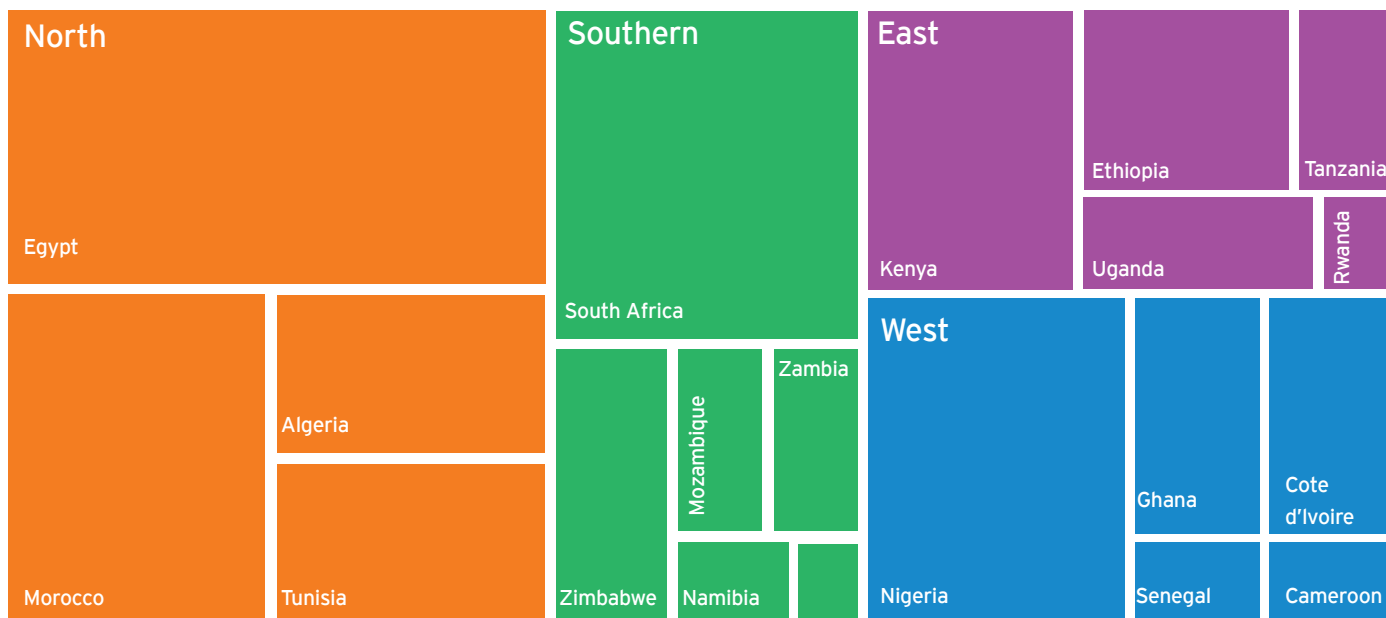 North
Egypt
Morocco
Algeria
Tunisia
Southern
South Africa
Zimbabwe
Mozambique
Zambia
Namibia
East
Kenya
Ethiopia
Tanzania
Uganda
Rwanda
West
Nigeria
Ghana
Cote
d’Ivoire
Senegal
Cameroon